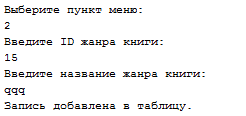 Выберите пункт меню:
2
Введите ID жанра книги:
15
Введите название жанра книги:
qqq
Запись добавлена в таблицу.